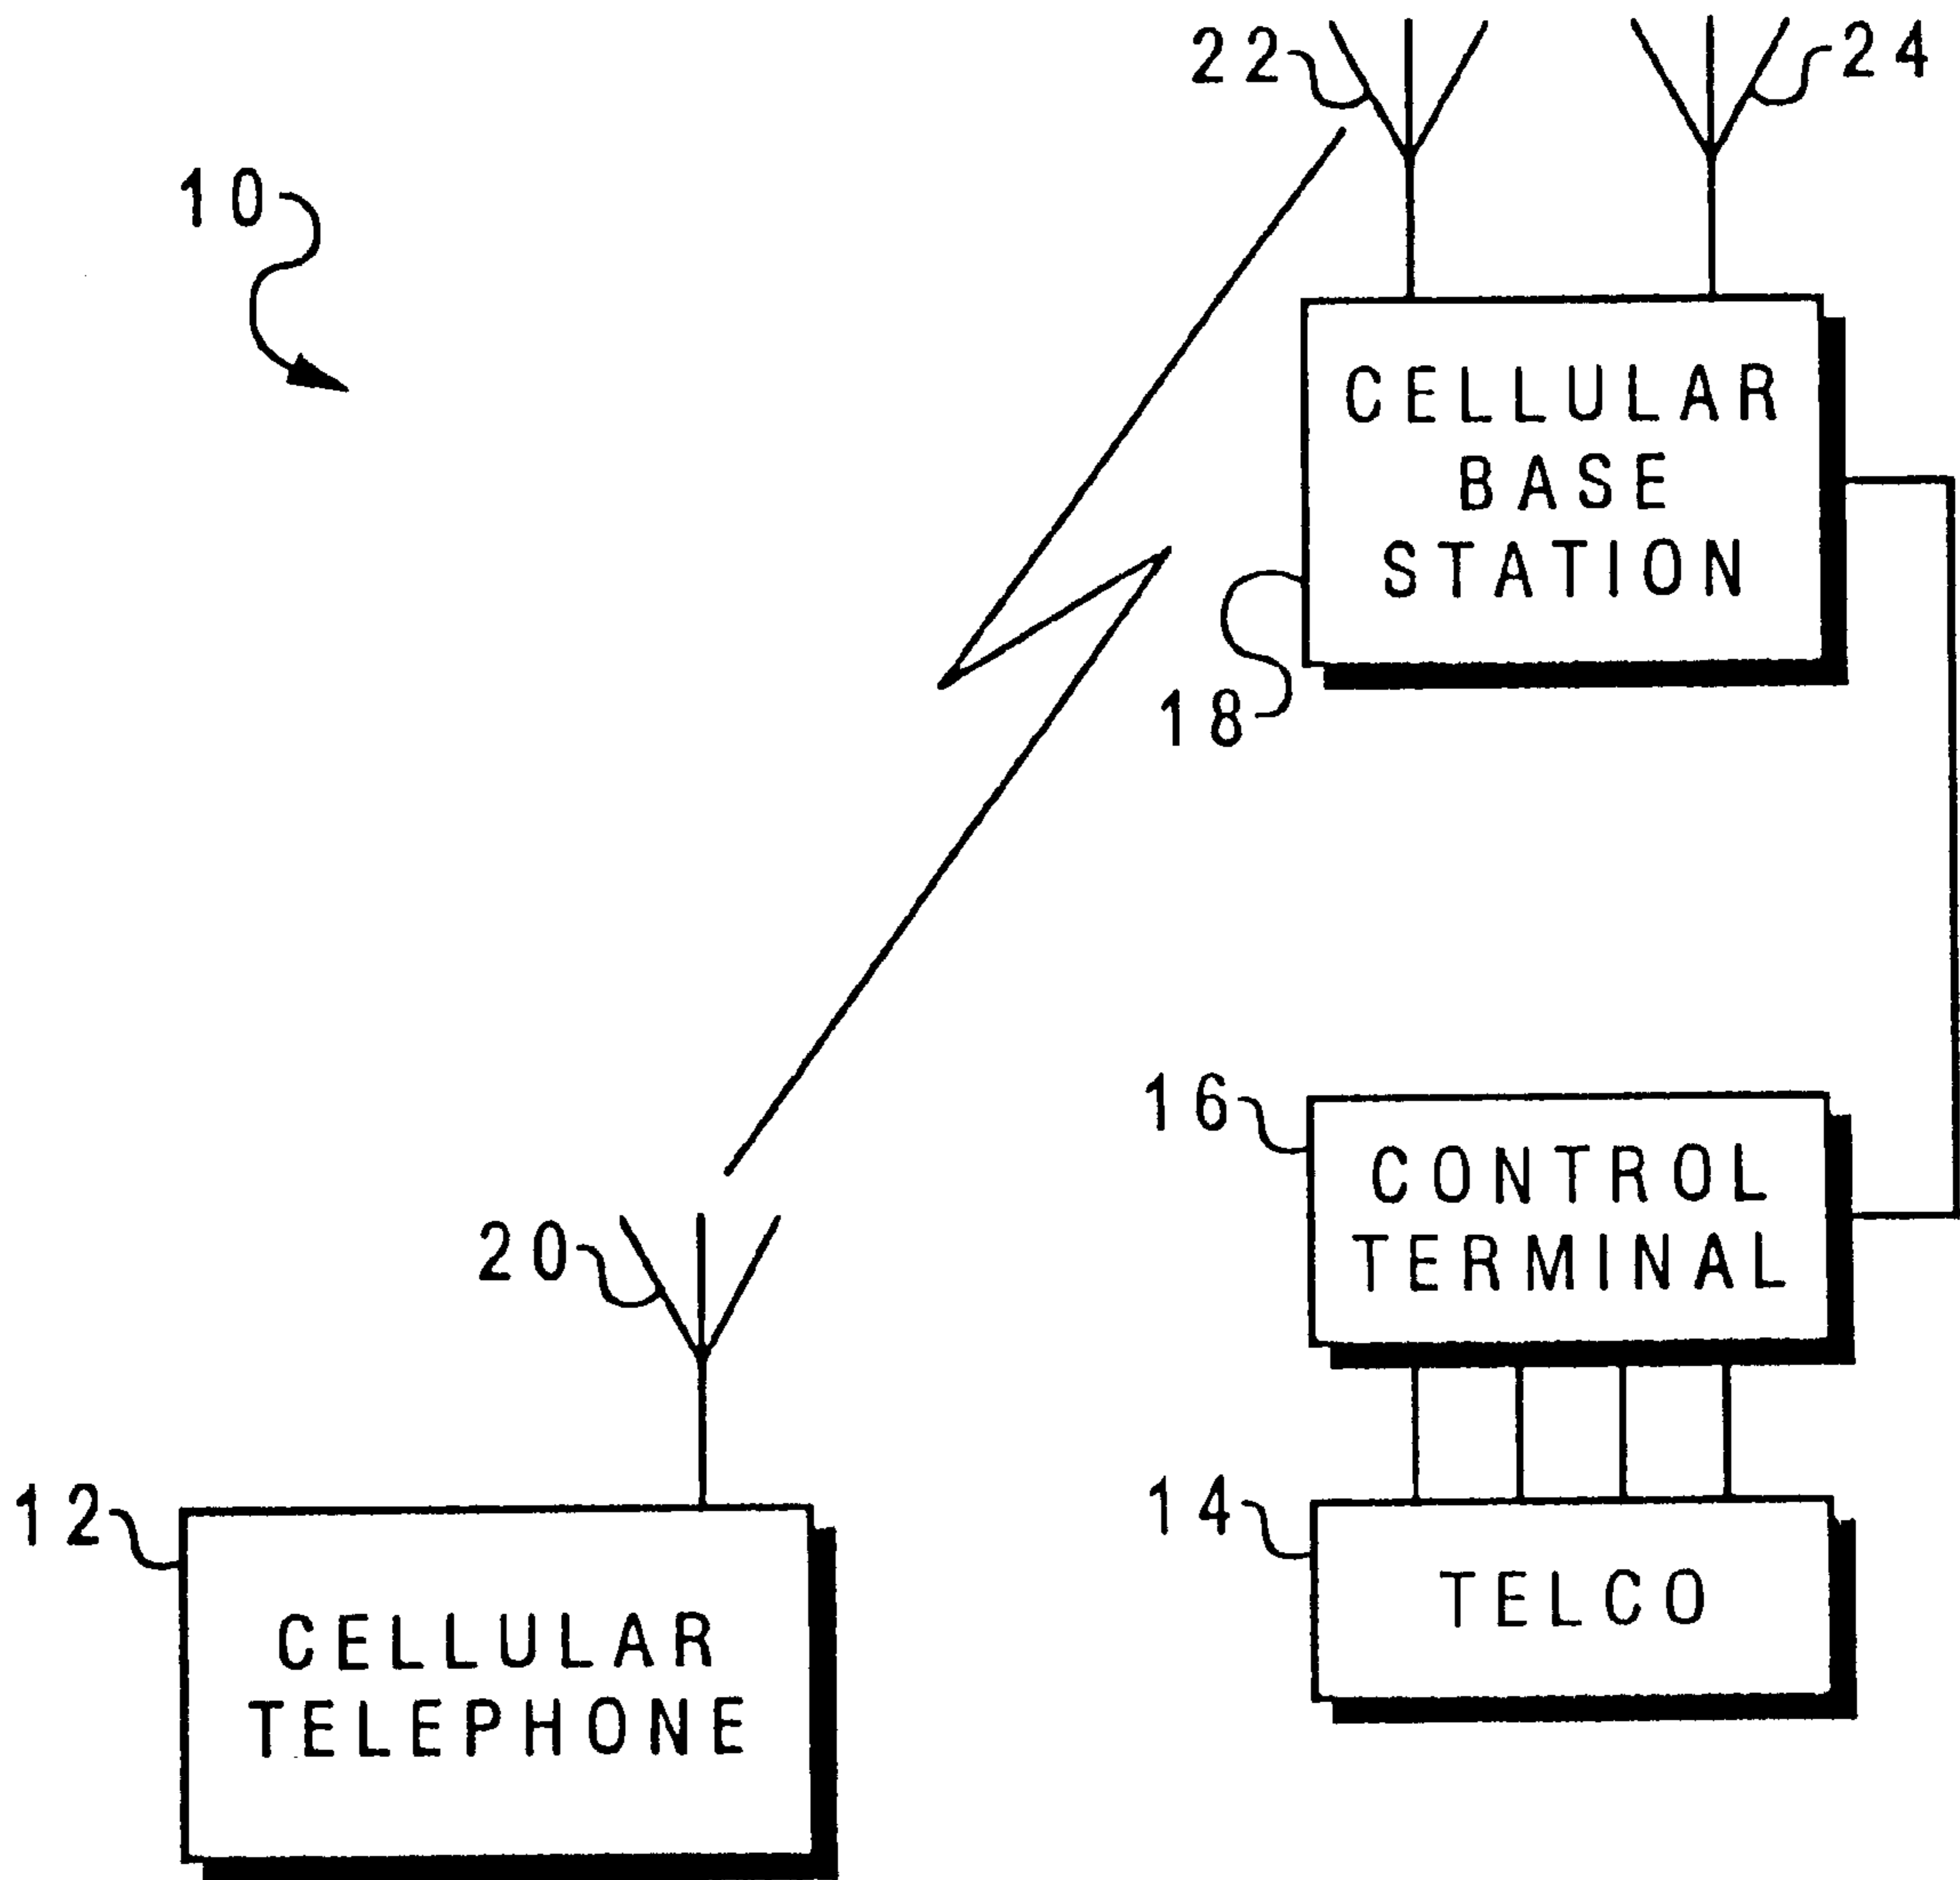 22
24
10
CELLULAR
BASE
STATION
18
16
CONTROL
TERMINAL
20
12
14
TELCO
CELLULAR
TELEPHONE